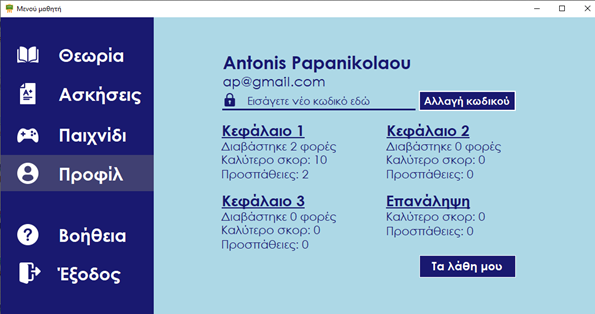 Μενού μαθητή
Θεωρία
Ασκήσεις
Παιχνίδι
Προφίλ
Βοήθεια
Έξοδος
Antonis Papanikolaou
ap@gmail.com
Εισάγετε νέο κωδικό εδώ
Αλλαγή κωδικού
Κεφάλαιο 1
Διαβάστηκε 2 φορές
Καλύτερο σκορ: 10
Προσπάθειες: 2
Κεφάλαιο 2
Διαβάστηκε 0 φορές
Καλύτερο σκορ: 0
Προσπάθειες: 0
Κεφάλαιο 3
Διαβάστηκε 0 φορές
Καλύτερο σκορ: 0
Προσπάθειες: 0
Επανάληψη
Καλύτερο σκορ: 0
Προσπάθειες: 0
Τα λάθη μου